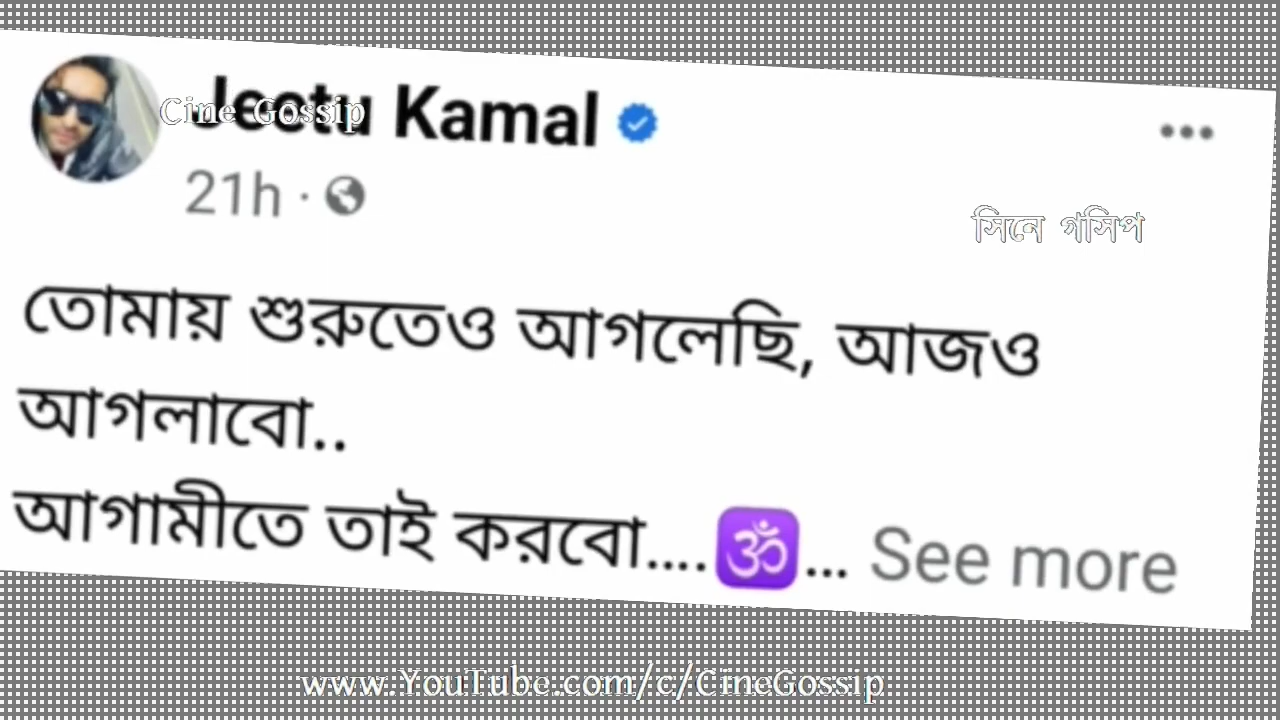 Jeetu Kamal
Cine Gossip
21h ·
সিনে গসিপ
তোমায় শুরুতেও আগলেছি, আজও
আগলাবো..
আগামীতে তাই করবো....🕉️... See more
www.YouTube.com/c/CineGossip